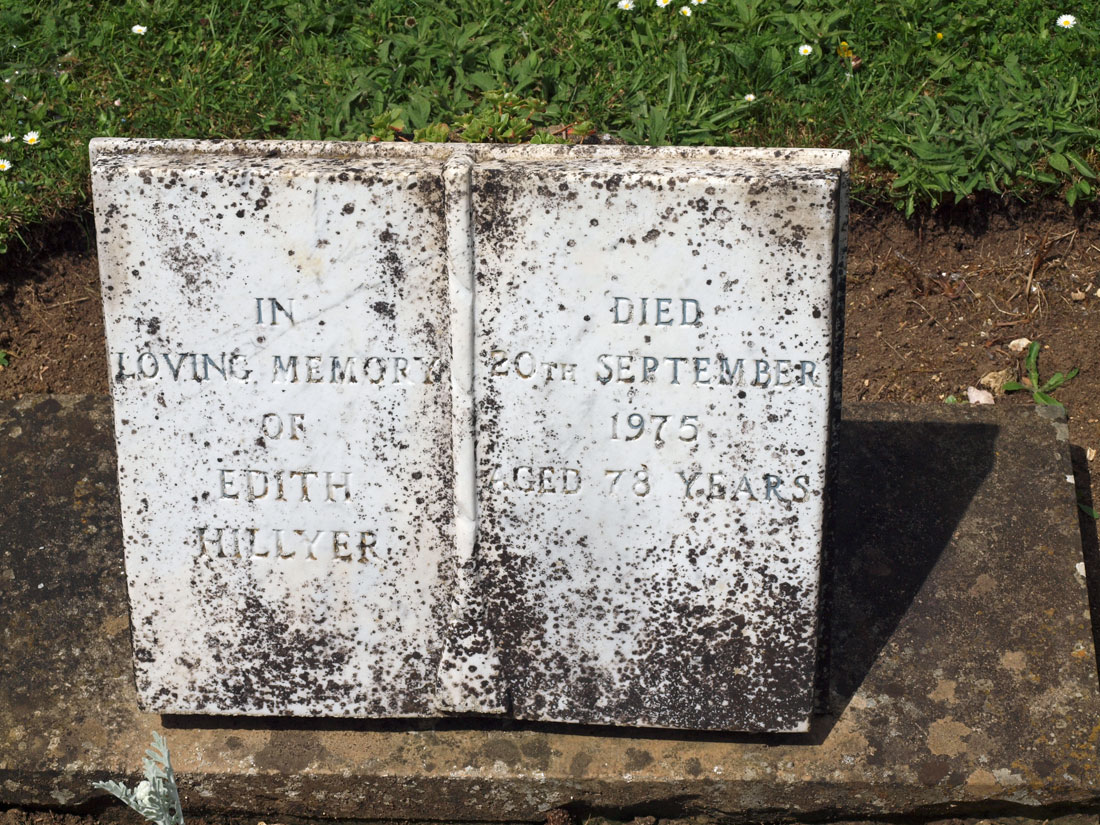 IN
LOVING MEMORY
OF
EDITH
HILLYER
DIED
20TH SEPTEMBER
1975
AGED 78 YEARS